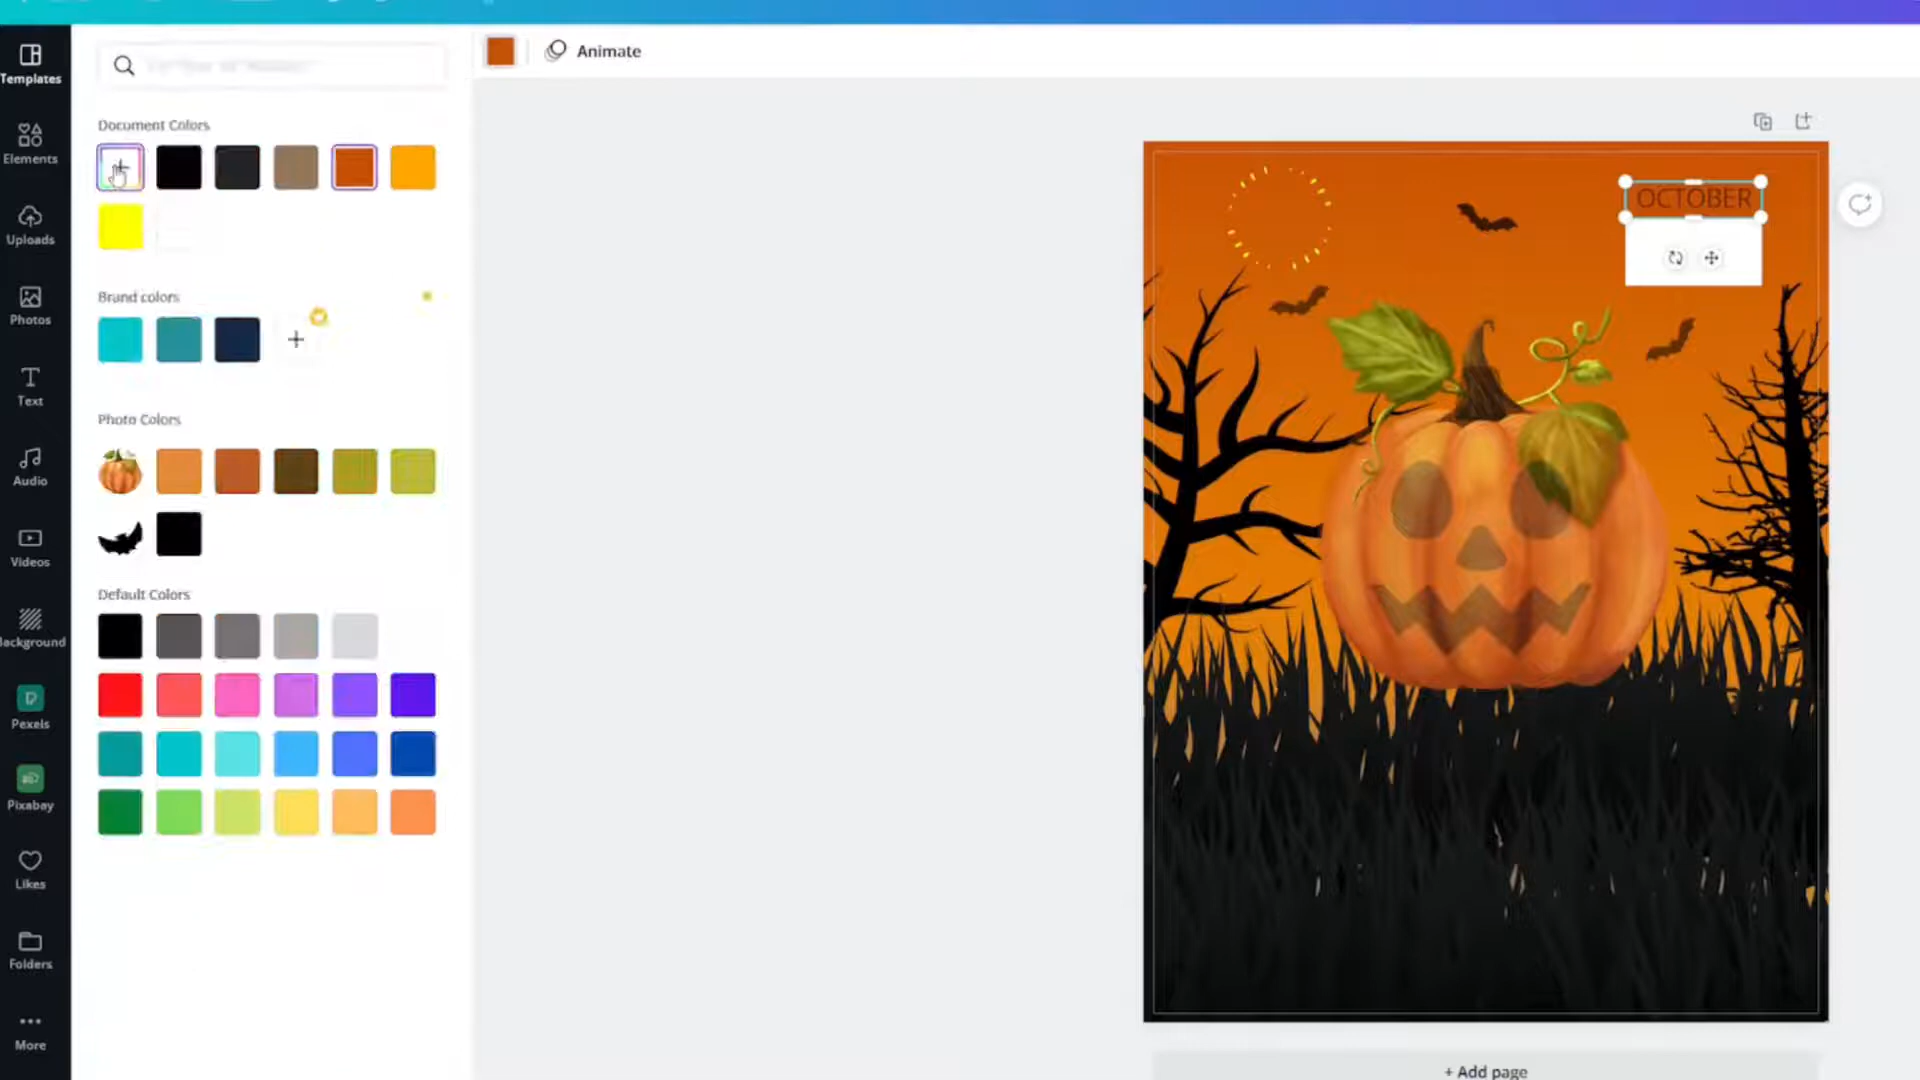 Templates
Elements
Uploads
Photos
Text
Audio
Videos
Background
Pexels
Pixabay
Likes
Folders
More
Document Colors
Brand colors
Photo Colors
Default Colors
Animate
OCTOBER
+ Add page